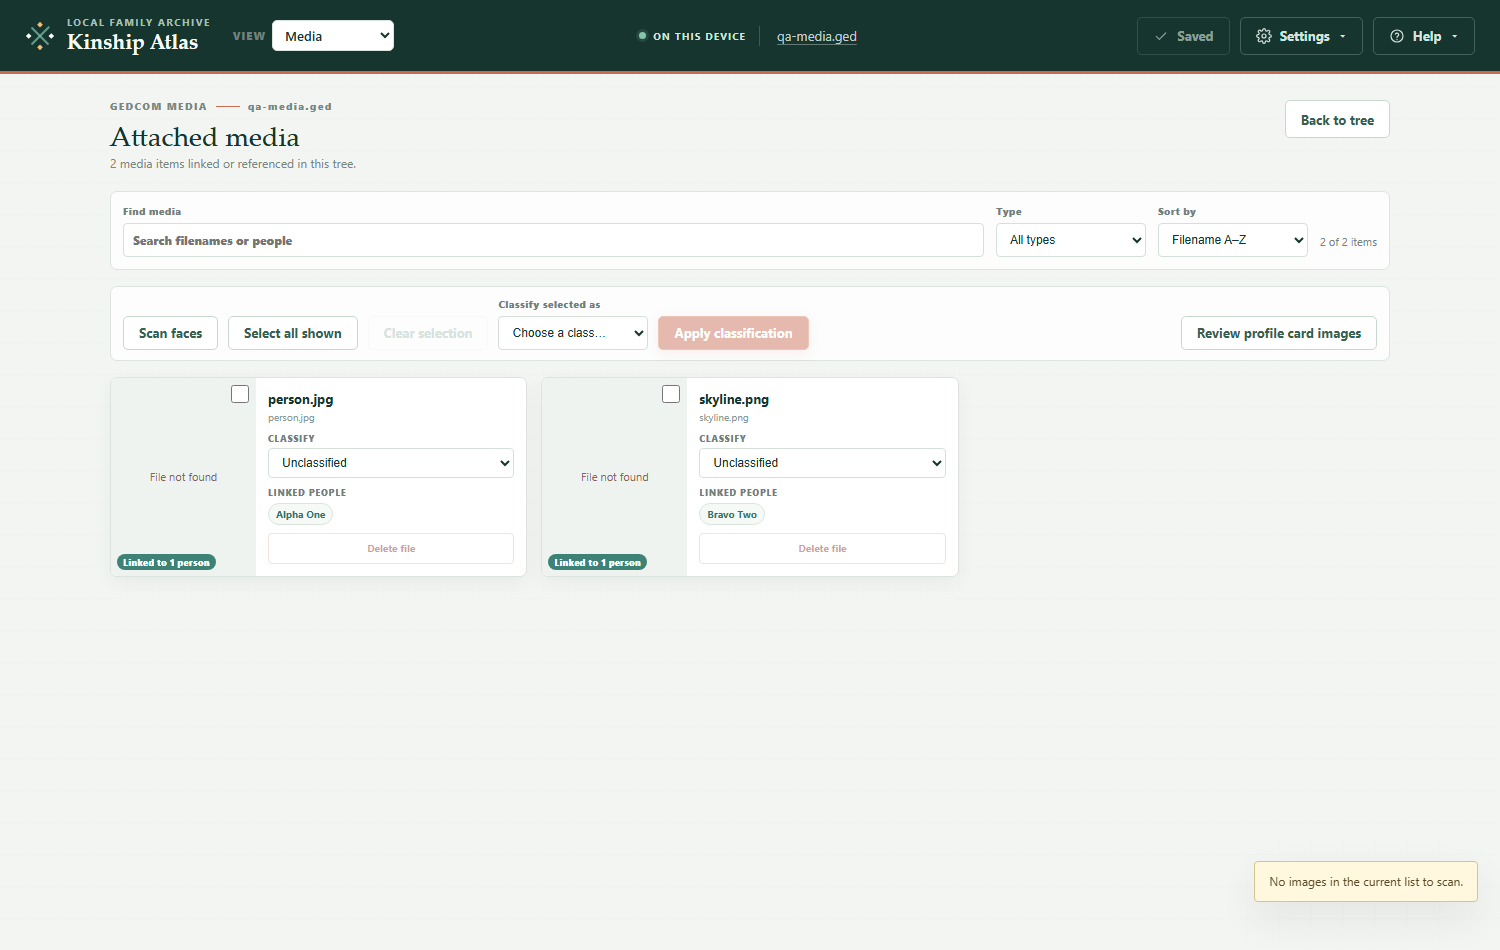 LOCAL FAMILY ARCHIVE
Kinship Atlas
VIEW
Media
ON THIS DEVICE
qa-media.ged
Saved
Settings
Help
GEDCOM MEDIA
qa-media.ged
Attached media
2 media items linked or referenced in this tree.
Back to tree
Find media
Search filenames or people
Type
All types
Sort by
Filename A–Z
2 of 2 items
Scan faces
Select all shown
Clear selection
Classify selected as
Choose a class...
Apply classification
Review profile card images
File not found
Linked to 1 person
person.jpg
person.jpg
CLASSIFY
Unclassified
LINKED PEOPLE
Alpha One
Delete file
File not found
Linked to 1 person
skyline.png
skyline.png
CLASSIFY
Unclassified
LINKED PEOPLE
Bravo Two
Delete file
No images in the current list to scan.